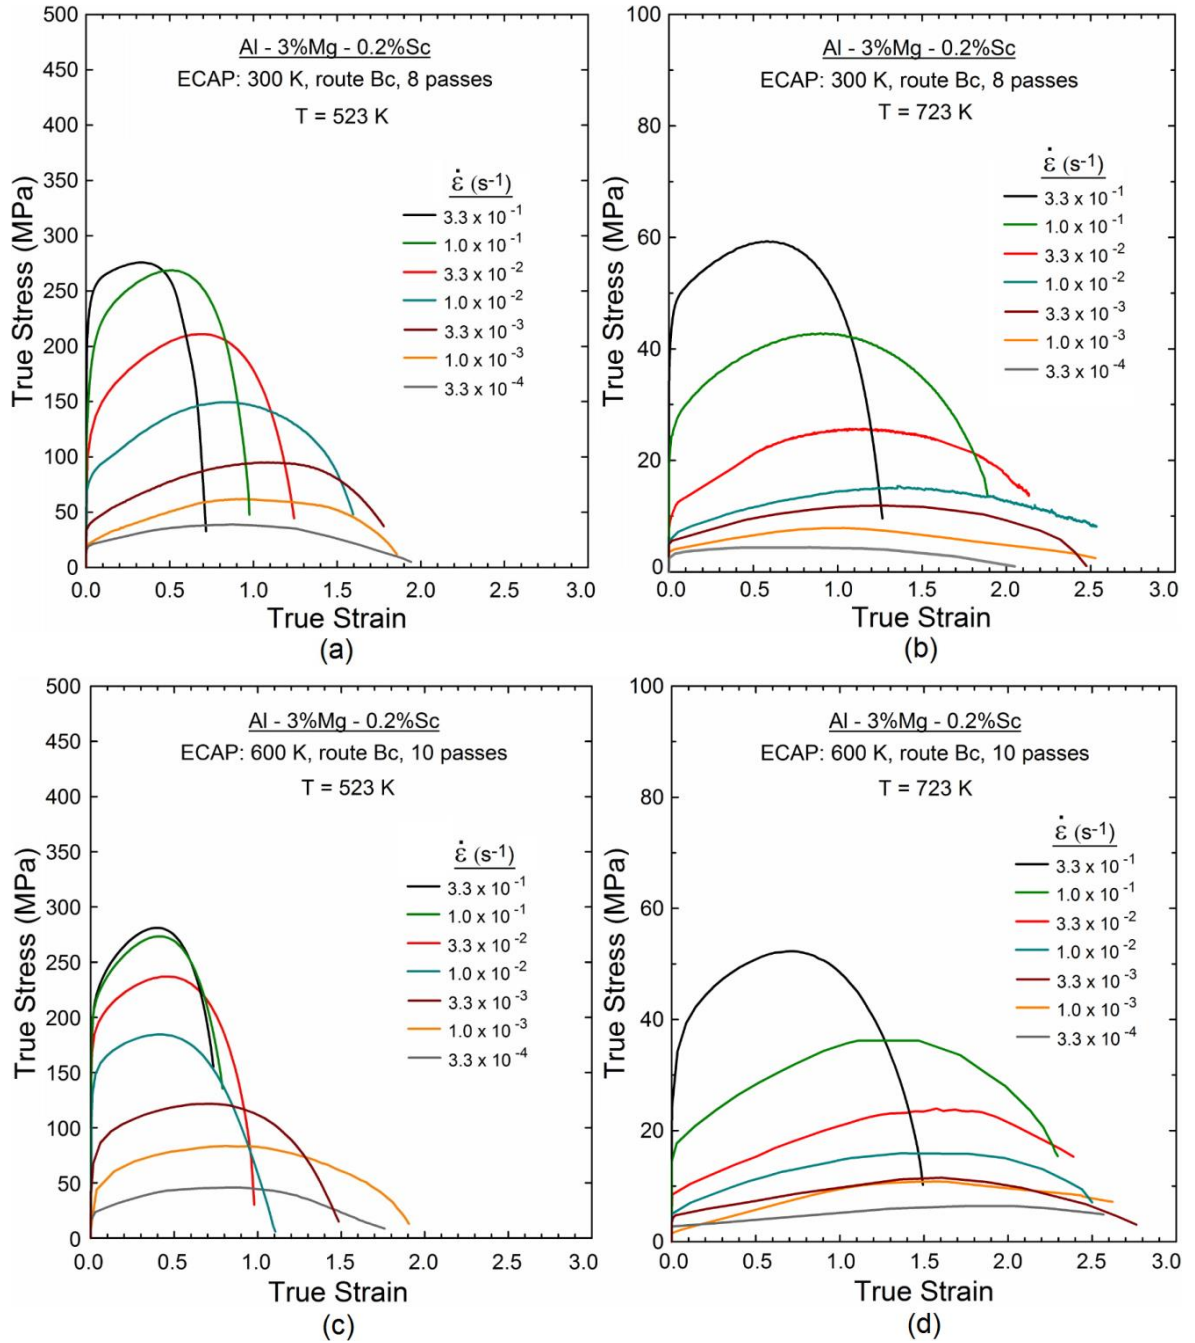 500
450
400
350
300
250
200
150
100
50
0
True Stress (MPa)
Al - 3%Mg - 0.2%Sc
ECAP: 300 K, route Bc, 8 passes
T = 523 K
ε̇ (s⁻¹)
3.3 x 10⁻¹
1.0 x 10⁻¹
3.3 x 10⁻²
1.0 x 10⁻²
3.3 x 10⁻³
1.0 x 10⁻³
3.3 x 10⁻⁴
0.0 0.5 1.0 1.5 2.0 2.5 3.0
True Strain
(a)
100
80
60
40
20
0
True Stress (MPa)
Al - 3%Mg - 0.2%Sc
ECAP: 300 K, route Bc, 8 passes
T = 723 K
ε̇ (s⁻¹)
3.3 x 10⁻¹
1.0 x 10⁻¹
3.3 x 10⁻²
1.0 x 10⁻²
3.3 x 10⁻³
1.0 x 10⁻³
3.3 x 10⁻⁴
0.0 0.5 1.0 1.5 2.0 2.5 3.0
True Strain
(b)
500
450
400
350
300
250
200
150
100
50
0
True Stress (MPa)
Al - 3%Mg - 0.2%Sc
ECAP: 600 K, route Bc, 10 passes
T = 523 K
ε̇ (s⁻¹)
3.3 x 10⁻¹
1.0 x 10⁻¹
3.3 x 10⁻²
1.0 x 10⁻²
3.3 x 10⁻³
1.0 x 10⁻³
3.3 x 10⁻⁴
0.0 0.5 1.0 1.5 2.0 2.5 3.0
True Strain
(c)
100
80
60
40
20
0
True Stress (MPa)
Al - 3%Mg - 0.2%Sc
ECAP: 600 K, route Bc, 10 passes
T = 723 K
ε̇ (s⁻¹)
3.3 x 10⁻¹
1.0 x 10⁻¹
3.3 x 10⁻²
1.0 x 10⁻²
3.3 x 10⁻³
1.0 x 10⁻³
3.3 x 10⁻⁴
0.0 0.5 1.0 1.5 2.0 2.5 3.0
True Strain
(d)